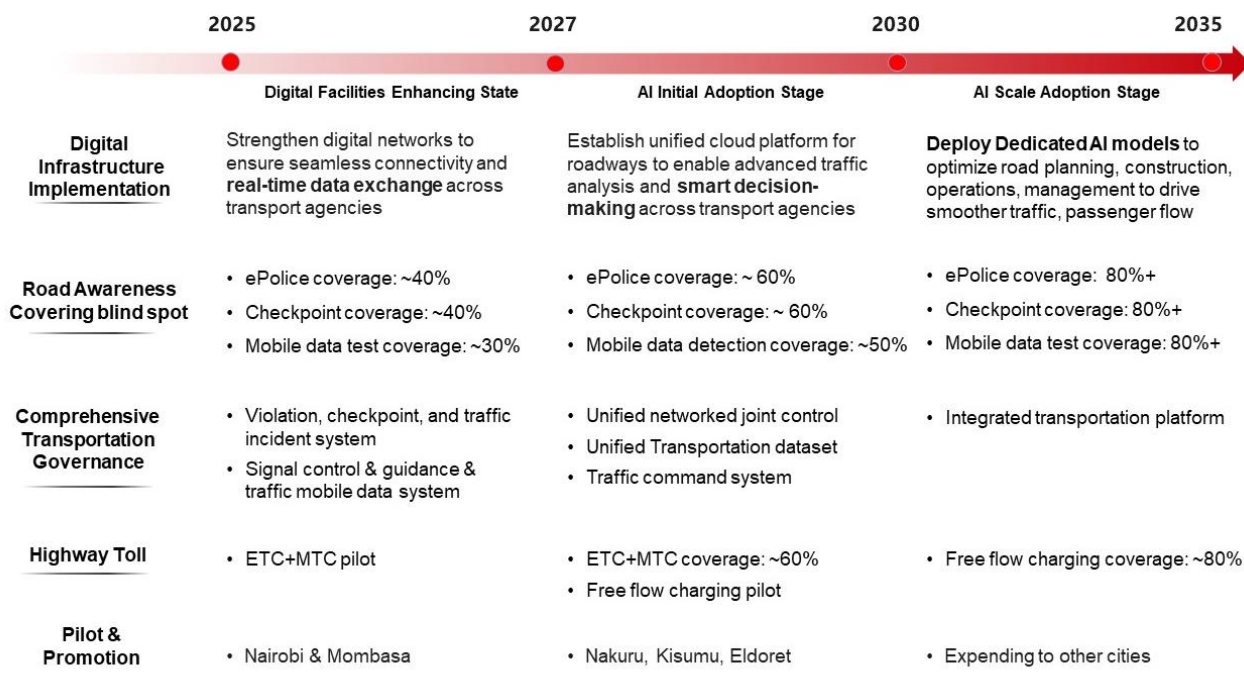 2025 2027 2030 2035
Digital Facilities Enhancing State
AI Initial Adoption Stage
AI Scale Adoption Stage
Digital
Infrastructure
Implementation
Strengthen digital networks to
ensure seamless connectivity and
real-time data exchange across
transport agencies
Establish unified cloud platform for
roadways to enable advanced traffic
analysis and smart decision-
making across transport agencies
Deploy Dedicated AI models to
optimize road planning, construction,
operations, management to drive
smoother traffic, passenger flow
Road Awareness
Covering blind spot
• ePolice coverage: ~40%
• Checkpoint coverage: ~40%
• Mobile data test coverage: ~30%
• ePolice coverage: ~ 60%
• Checkpoint coverage: ~ 60%
• Mobile data detection coverage: ~50%
• ePolice coverage: 80%+
• Checkpoint coverage: 80%+
• Mobile data test coverage: 80%+
Comprehensive
Transportation
Governance
• Violation, checkpoint, and traffic
incident system
• Signal control & guidance &
traffic mobile data system
• Unified networked joint control
• Unified Transportation dataset
• Traffic command system
• Integrated transportation platform
Highway Toll
• ETC+MTC pilot
• ETC+MTC coverage: ~60%
• Free flow charging pilot
• Free flow charging coverage: ~80%
Pilot &
Promotion
• Nairobi & Mombasa
• Nakuru, Kisumu, Eldoret
• Expending to other cities